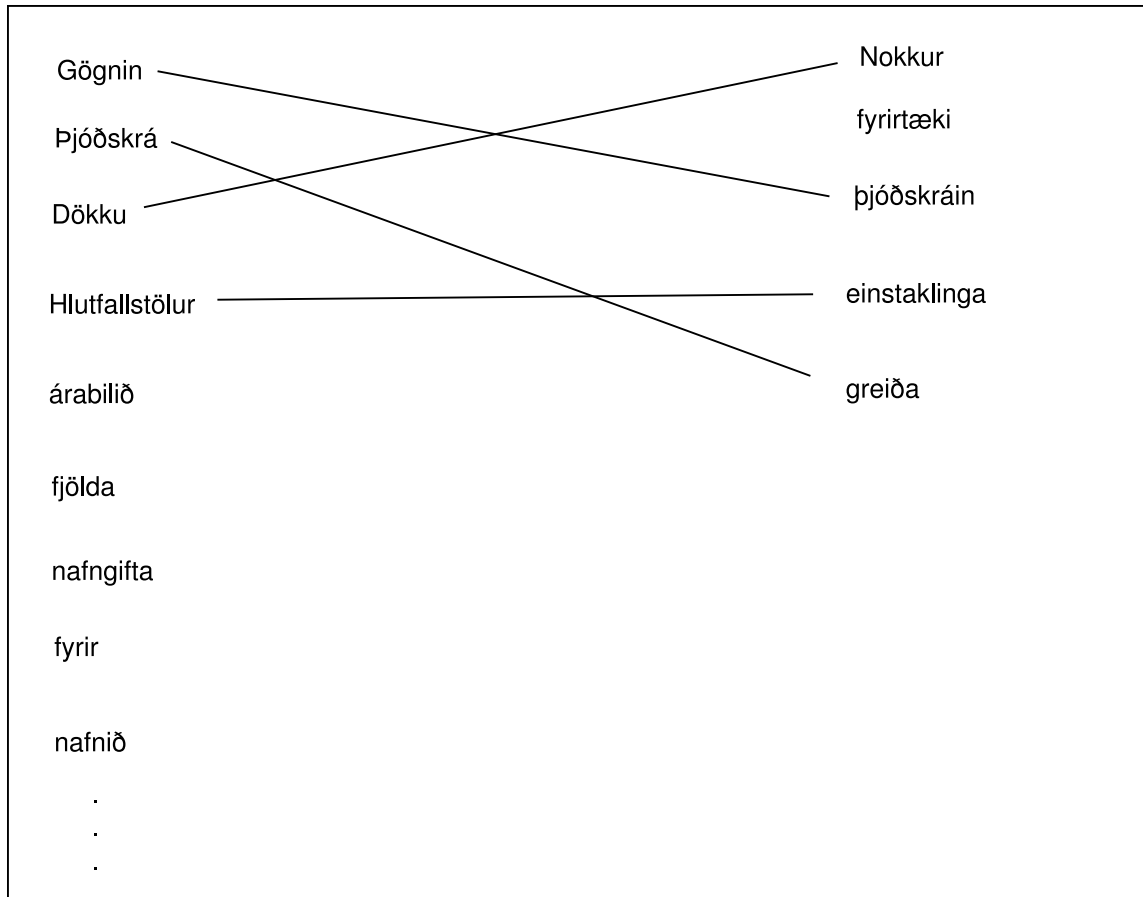 Gögnin
Þjóðskrá
Dökku
Hlutfallstölur
árabilið
fjölda
nafngifta
fyrir
nafnið
.
.
.
Nokkur
fyrirtæki
þjóðskráin
einstaklinga
greiða